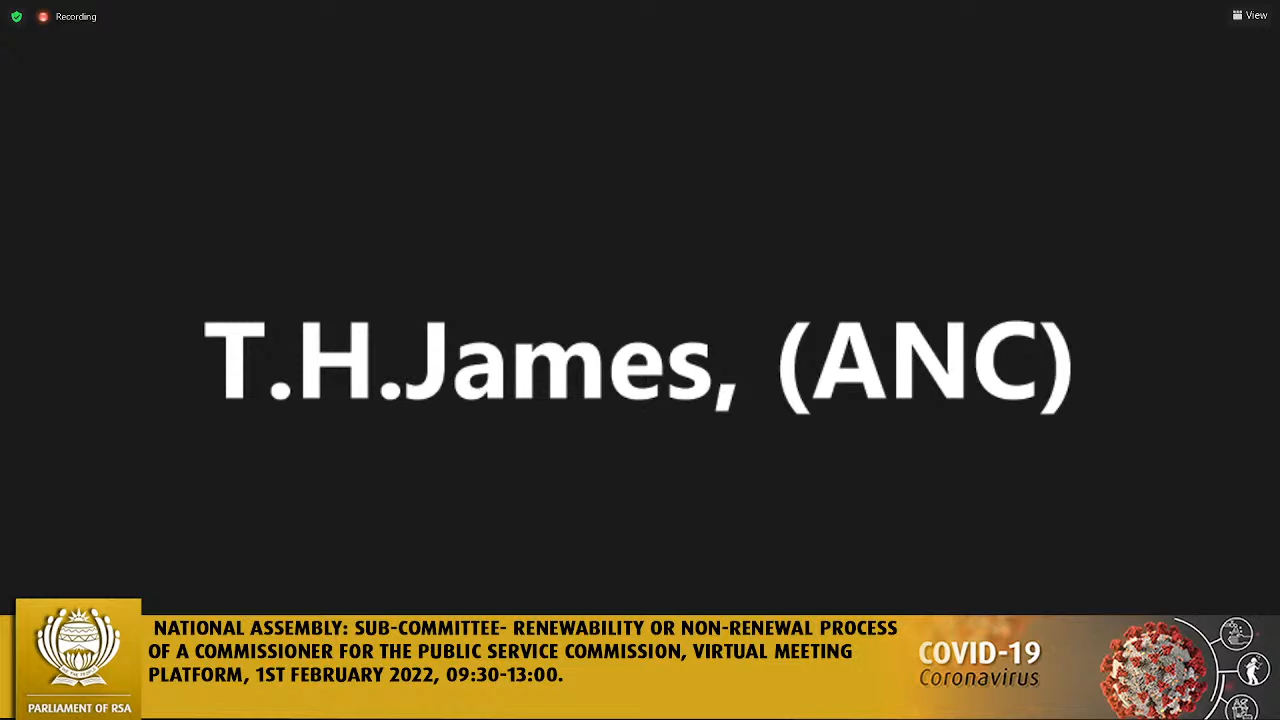 Recording
View
T.H.James, (ANC)
NATIONAL ASSEMBLY: SUB-COMMITTEE- RENEWABILITY OR NON-RENEWAL PROCESS
OF A COMMISSIONER FOR THE PUBLIC SERVICE COMMISSION, VIRTUAL MEETING
PLATFORM, 1ST FEBRUARY 2022, 09:30-13:00.
COVID-19
Coronavirus
PARLIAMENT OF RSA